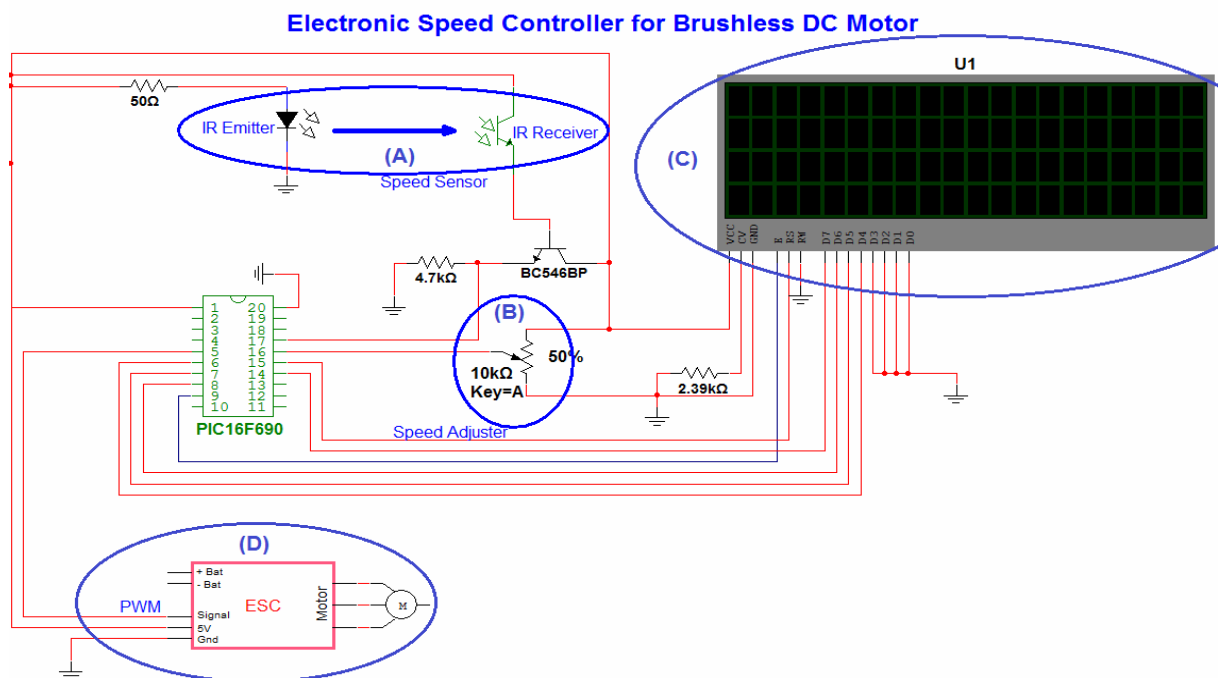 Electronic Speed Controller for Brushless DC Motor
U1
50Ω
IR Emitter
IR Receiver
(A)
(C)
Speed Sensor
VCC
CV
GND
E
RS
RW
D7
D6
D5
D4
D3
D2
D1
D0
4.7kΩ
BC546BP
(B)
1 20
2 19
3 18
4 17
5 16
6 15
7 14
8 13
9 12
10 11
50%
10kΩ
Key=A
2.39kΩ
PIC16F690
Speed Adjuster
(D)
+ Bat
- Bat
PWM
ESC
Motor
M
Signal
5V
Gnd